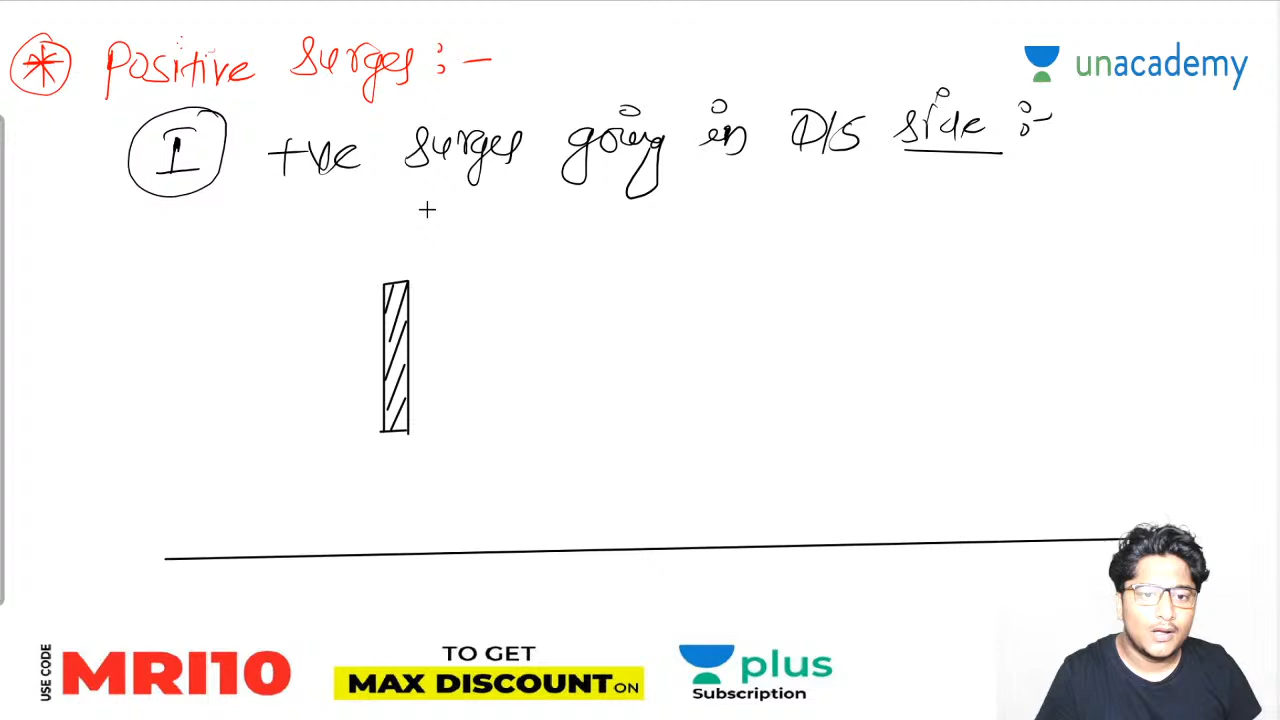 * Positive surges :-
unacademy
I +ve surges going in D/S side :-
USE CODE
MRI10
TO GET
MAX DISCOUNT ON
plus
Subscription